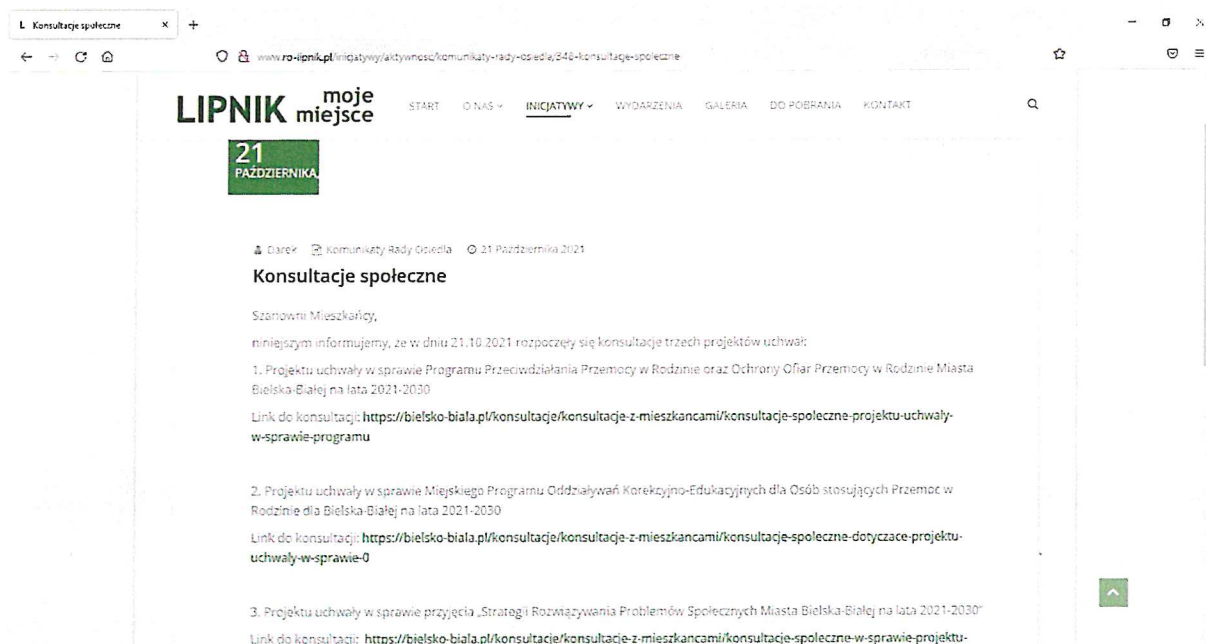 L Konsultacje społeczne × +
www.ro-lipnik.pl/inicjatywy/aktywnosc/komunikaty-rady-osiedla/348-konsultacje-spoleczne
LIPNIK moje miejsce
START O NAS INICJATYWY WYDARZENIA GALERIA DO POBRANIA KONTAKT
21
PAŹDZIERNIKA,
Darek Komunikaty Rady Osiedla 21 Października 2021
Konsultacje społeczne
Szanowni Mieszkańcy,
niniejszym informujemy, że w dniu 21.10.2021 rozpoczęły się konsultacje trzech projektów uchwał:
1. Projektu uchwały w sprawie Programu Przeciwdziałania Przemocy w Rodzinie oraz Ochrony Ofiar Przemocy w Rodzinie Miasta
Bielska-Białej na lata 2021-2030
Link do konsultacji: https://bielsko-biala.pl/konsultacje/konsultacje-z-mieszkancami/konsultacje-spoleczne-projektu-uchwaly-
w-sprawie-programu
2. Projektu uchwały w sprawie Miejskiego Programu Oddziaływań Korekcyjno-Edukacyjnych dla Osób stosujących Przemoc w
Rodzinie dla Bielska-Białej na lata 2021-2030
Link do konsultacji: https://bielsko-biala.pl/konsultacje/konsultacje-z-mieszkancami/konsultacje-spoleczne-dotyczace-projektu-
uchwaly-w-sprawie-0
3. Projektu uchwały w sprawie przyjęcia „Strategii Rozwiązywania Problemów Społecznych Miasta Bielska-Białej na lata 2021-2030"
Link do konsultacji: https://bielsko-biala.pl/konsultacje/konsultacje-z-mieszkancami/konsultacje-spoleczne-w-sprawie-projektu-